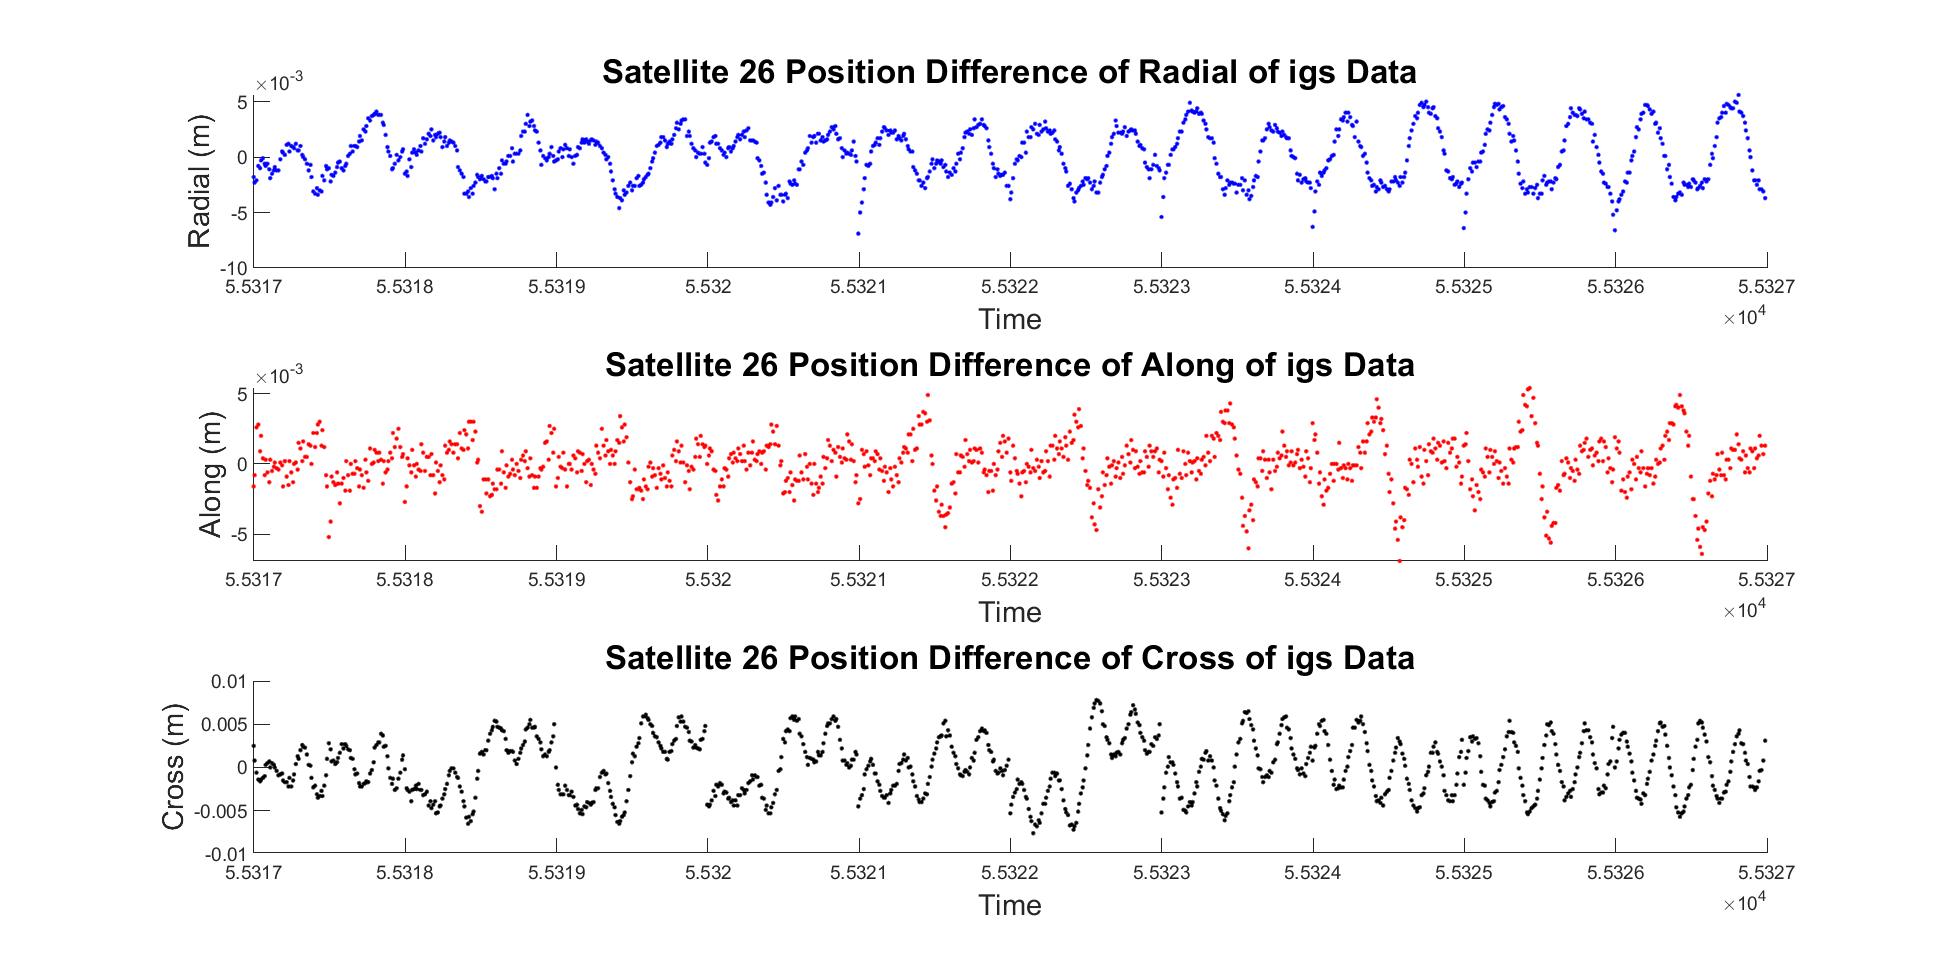 Satellite 26 Position Difference of Radial of igs Data
×10-3
5
0
-5
-10
Radial (m)
5.5317 5.5318 5.5319 5.532 5.5321 5.5322 5.5323 5.5324 5.5325 5.5326 5.5327
Time
×104
Satellite 26 Position Difference of Along of igs Data
×10-3
5
0
-5
Along (m)
5.5317 5.5318 5.5319 5.532 5.5321 5.5322 5.5323 5.5324 5.5325 5.5326 5.5327
Time
×104
Satellite 26 Position Difference of Cross of igs Data
0.01
0.005
0
-0.005
-0.01
Cross (m)
5.5317 5.5318 5.5319 5.532 5.5321 5.5322 5.5323 5.5324 5.5325 5.5326 5.5327
Time
×104